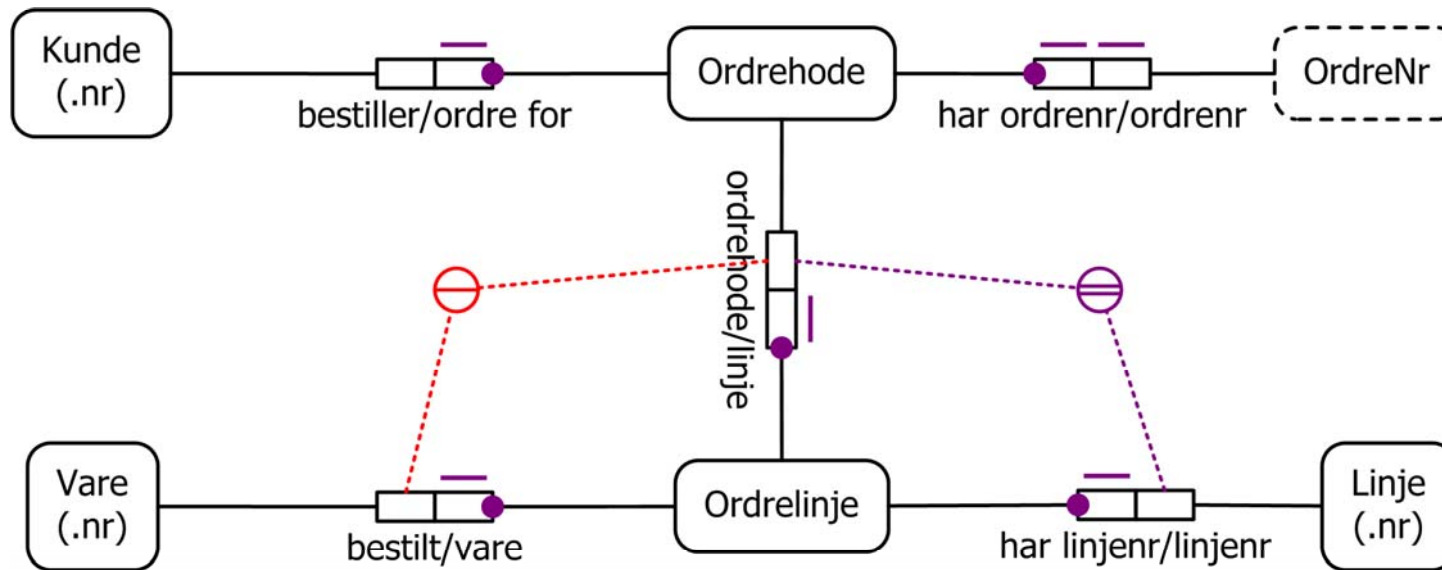 Kunde
(.nr)
bestiller/ordre for
Ordrehode
har ordrenr/ordrenr
OrdreNr
ordrehode/linje
Vare
(.nr)
bestilt/vare
Ordrelinje
har linjenr/linjenr
Linje
(.nr)